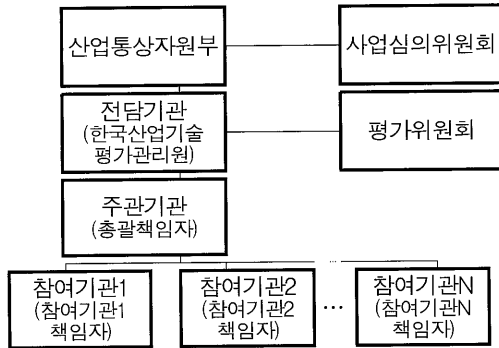 산업통상자원부
사업심의위원회
전담기관
(한국산업기술
평가관리원)
평가위원회
주관기관
(총괄책임자)
참여기관1
(참여기관1
책임자)
참여기관2
(참여기관2
책임자)
...
참여기관N
(참여기관N
책임자)